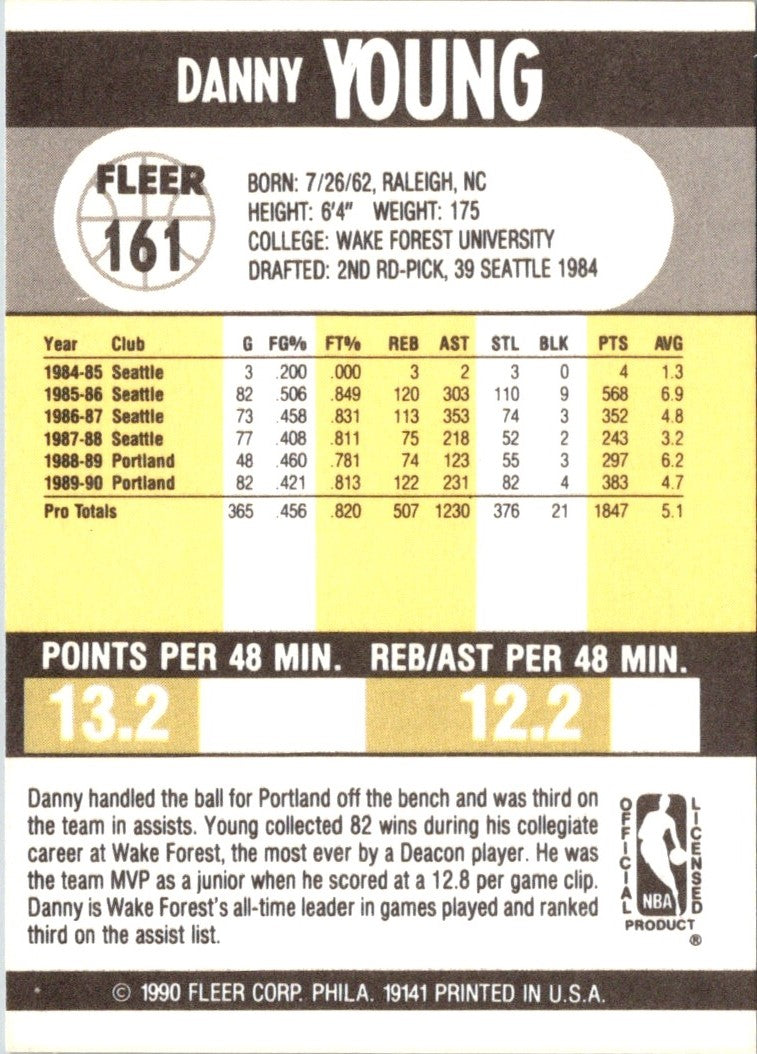 DANNY YOUNG
FLEER
161
BORN: 7/26/62, RALEIGH, NC
HEIGHT: 6'4" WEIGHT: 175
COLLEGE: WAKE FOREST UNIVERSITY
DRAFTED: 2ND RD-PICK, 39 SEATTLE 1984
Year Club G FG% FT% REB AST STL BLK PTS AVG
1984-85 Seattle 3 .200 .000 3 2 3 0 4 1.3
1985-86 Seattle 82 .506 .849 120 303 110 9 568 6.9
1986-87 Seattle 73 .458 .831 113 353 74 3 352 4.8
1987-88 Seattle 77 .408 .811 75 218 52 2 243 3.2
1988-89 Portland 48 .460 .781 74 123 55 3 297 6.2
1989-90 Portland 82 .421 .813 122 231 82 4 383 4.7
Pro Totals 365 .456 .820 507 1230 376 21 1847 5.1
POINTS PER 48 MIN. REB/AST PER 48 MIN.
13.2 12.2
Danny handled the ball for Portland off the bench and was third on
the team in assists. Young collected 82 wins during his collegiate
career at Wake Forest, the most ever by a Deacon player. He was
the team MVP as a junior when he scored at a 12.8 per game clip.
Danny is Wake Forest's all-time leader in games played and ranked
third on the assist list.
OFFICIAL
LICENSED
NBA
PRODUCT
®
© 1990 FLEER CORP. PHILA. 19141 PRINTED IN U.S.A.